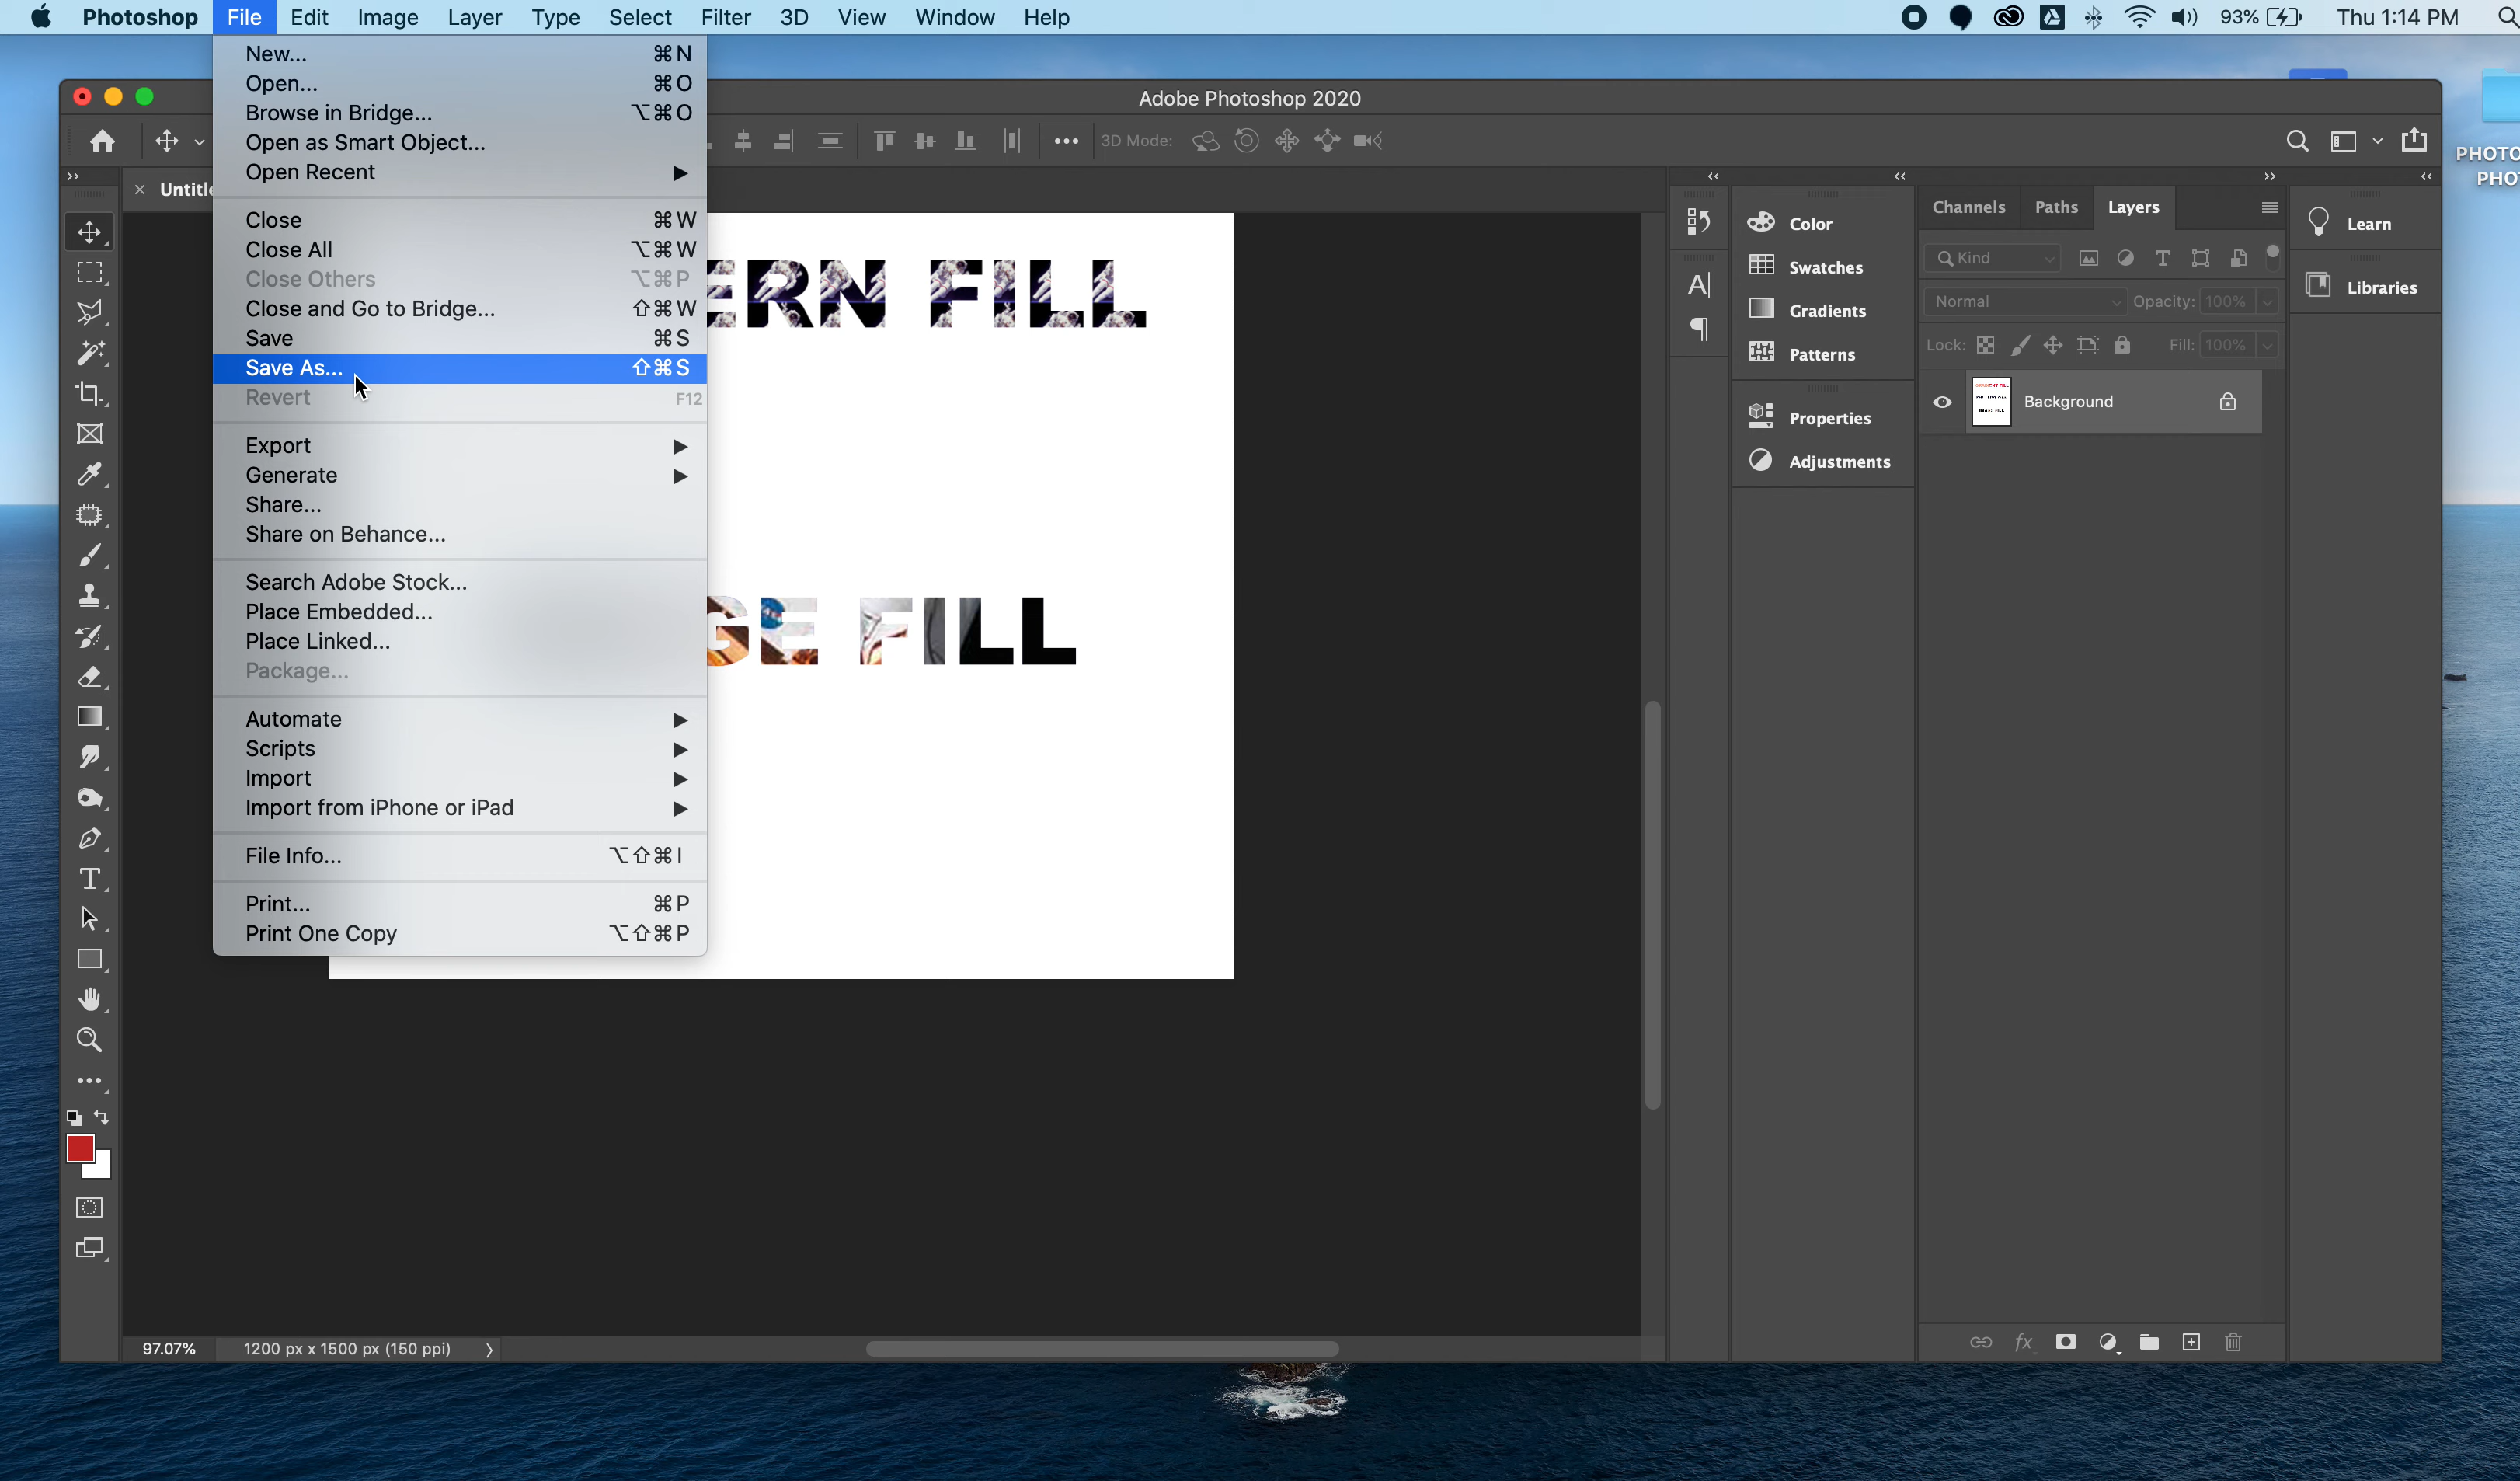 Photoshop File Edit Image Layer Type Select Filter 3D View Window Help 93% Thu 1:14 PM
New... ⌘N
Open... ⌘O
Browse in Bridge... ⌥⌘O
Open as Smart Object...
Open Recent ▶
Close ⌘W
Close All ⌥⌘W
Close Others ⌥⌘P
Close and Go to Bridge... ⇧⌘W
Save ⌘S
Save As... ⇧⌘S
Revert F12
Export ▶
Generate ▶
Share...
Share on Behance...
Search Adobe Stock...
Place Embedded...
Place Linked...
Package...
Automate ▶
Scripts ▶
Import ▶
Import from iPhone or iPad ▶
File Info... ⌥⇧⌘I
Print... ⌘P
Print One Copy ⌥⇧⌘P
Adobe Photoshop 2020
3D Mode:
Untitle
ERN FILL
GE FILL
97.07% 1200 px x 1500 px (150 ppi)
Color
Swatches
Gradients
Patterns
Properties
Adjustments
Channels Paths Layers
Kind
Normal Opacity: 100%
Lock: Fill: 100%
Background
fx
Learn
Libraries
PHOTO
PHO